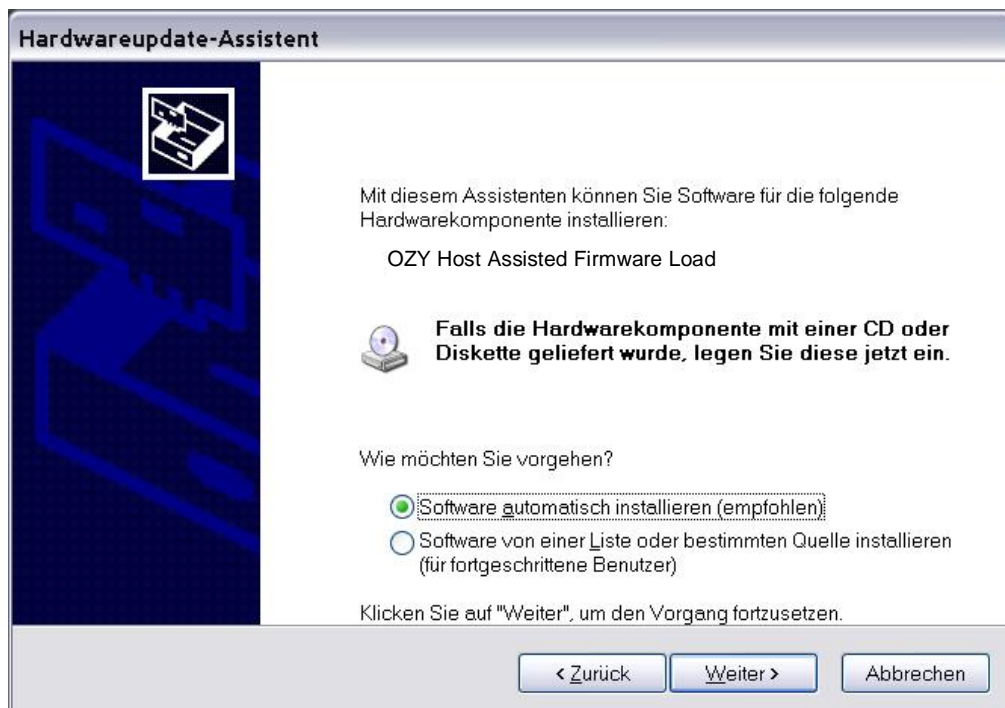 Hardwareupdate-Assistent
Mit diesem Assistenten können Sie Software für die folgende
Hardwarekomponente installieren:
OZY Host Assisted Firmware Load
Falls die Hardwarekomponente mit einer CD oder
Diskette geliefert wurde, legen Sie diese jetzt ein.
Wie möchten Sie vorgehen?
Software automatisch installieren (empfohlen)
Software von einer Liste oder bestimmten Quelle installieren
(für fortgeschrittene Benutzer)
Klicken Sie auf "Weiter", um den Vorgang fortzusetzen.
< Zurück Weiter > Abbrechen